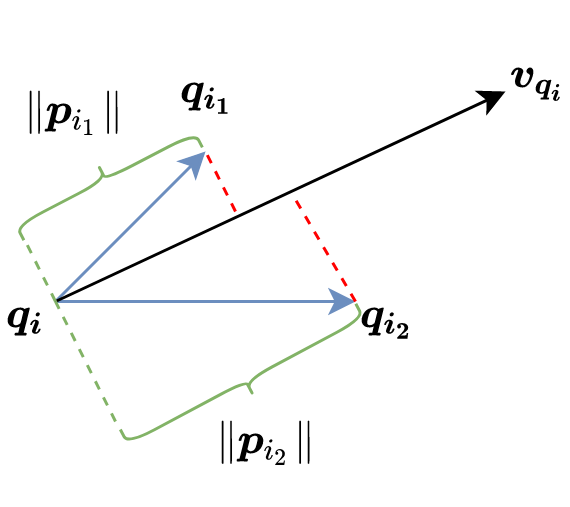 𝒗_{q_i}
𝒒_{i_1}
‖𝒑_{i_1}‖
𝒒_i
𝒒_{i_2}
‖𝒑_{i_2}‖